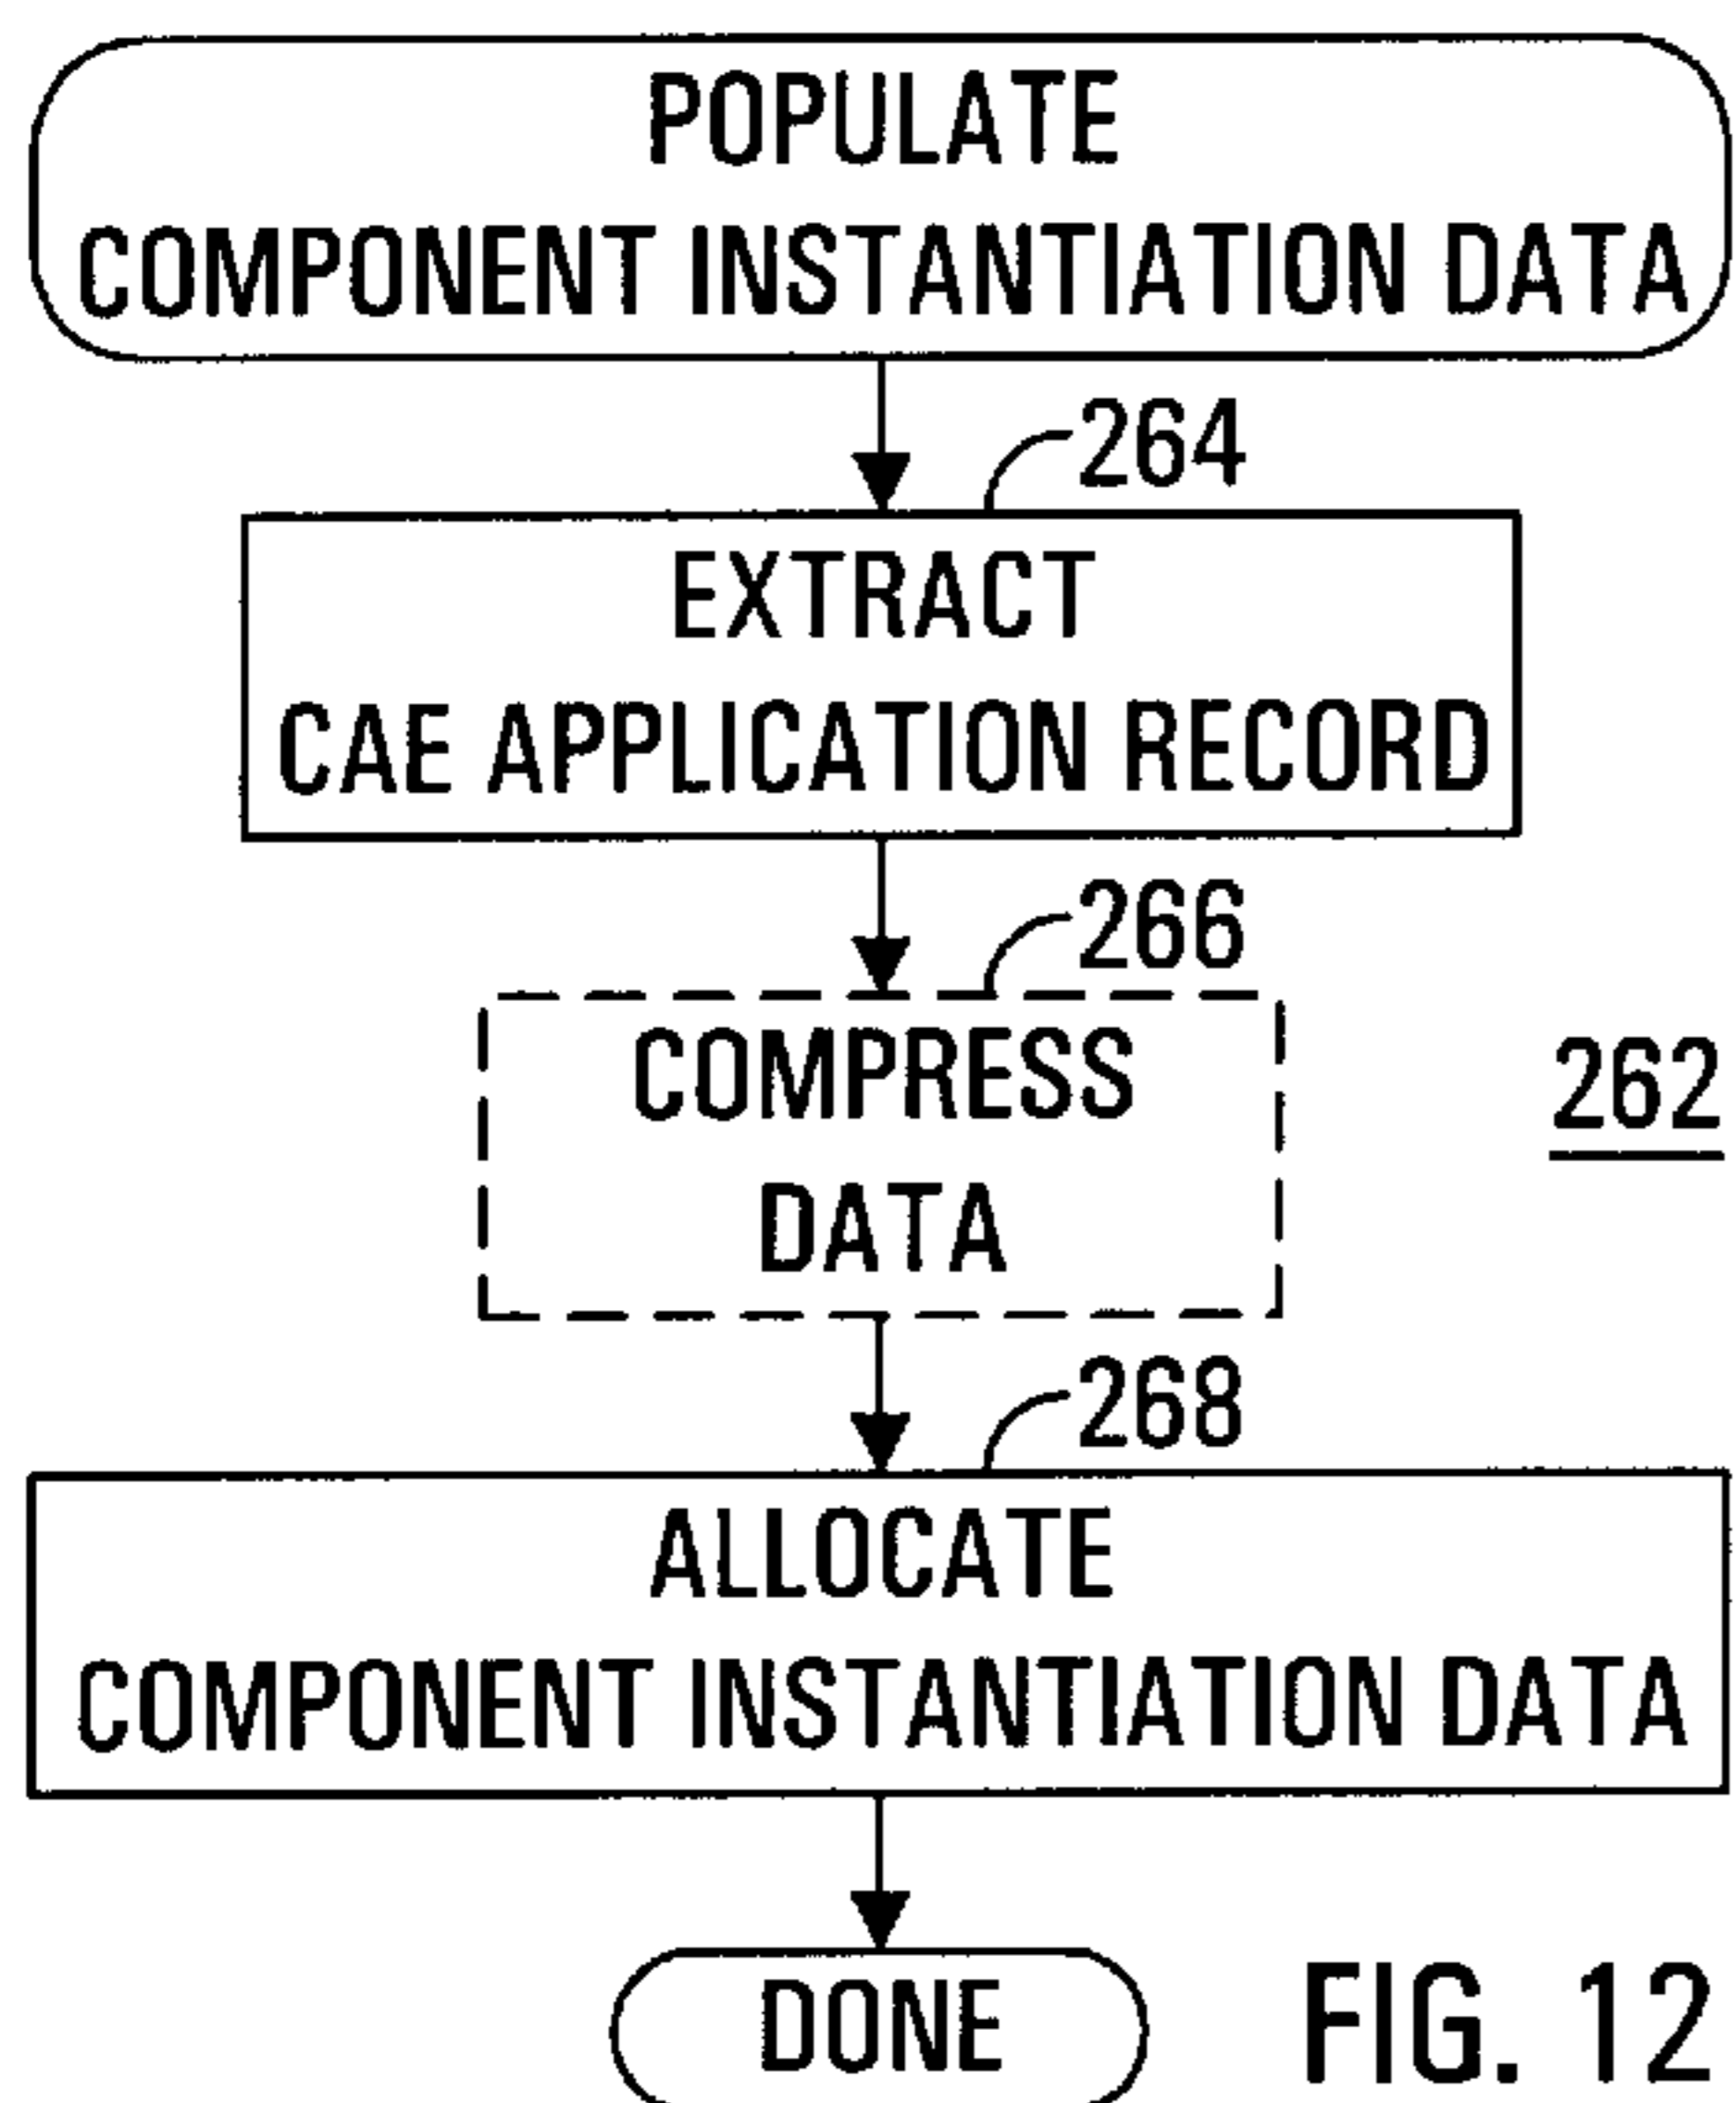 POPULATE
COMPONENT INSTANTIATION DATA
264
EXTRACT
CAE APPLICATION RECORD
266
COMPRESS
DATA
262
268
ALLOCATE
COMPONENT INSTANTIATION DATA
DONE
FIG. 12